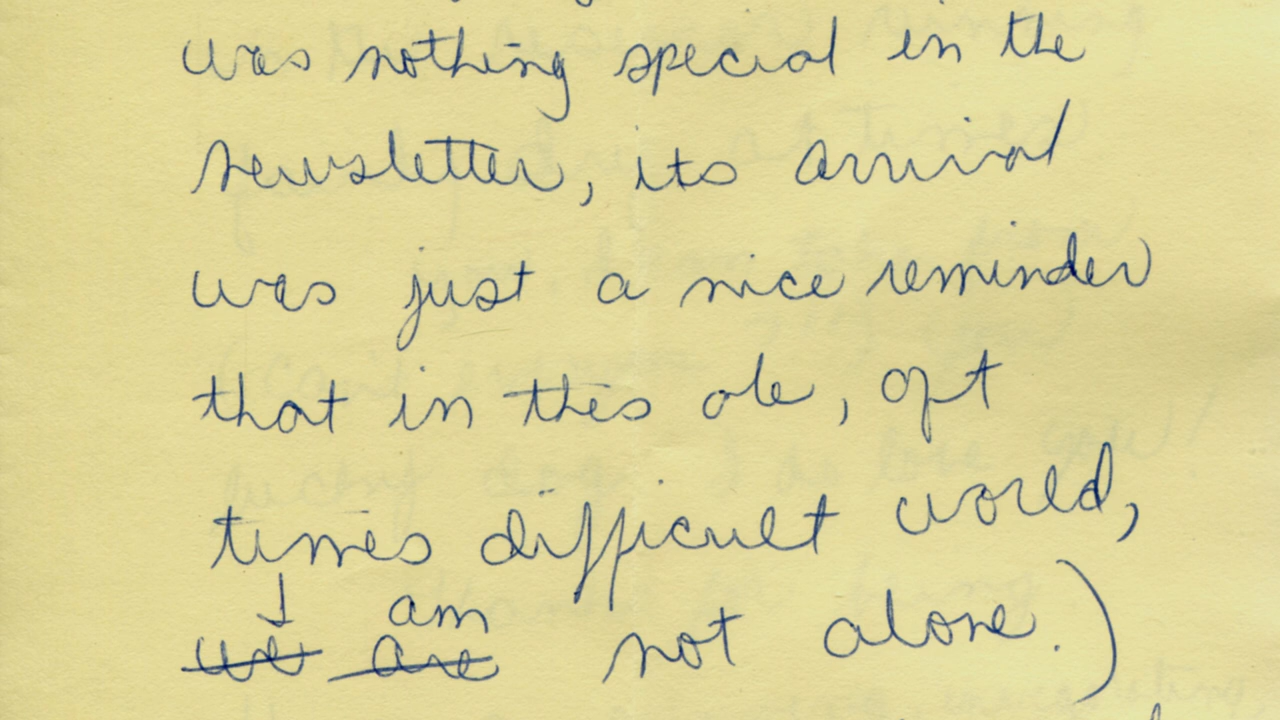 was nothing special in the
newsletter, its arrival
was just a nice reminder
that in this ole, oft
times difficult world,
I am
we are not alone.)